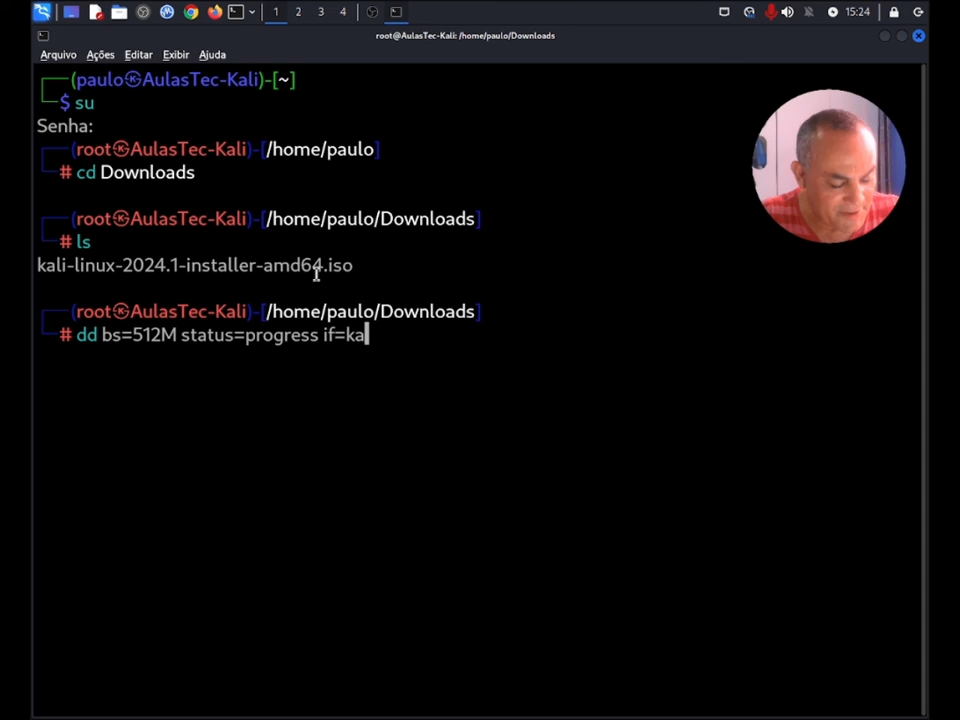 1 2 3 4 15:24
root@AulasTec-Kali: /home/paulo/Downloads
Arquivo Ações Editar Exibir Ajuda
(paulo㉿AulasTec-Kali)-[~]
$ su
Senha:
(root㉿AulasTec-Kali)-[/home/paulo]
# cd Downloads
(root㉿AulasTec-Kali)-[/home/paulo/Downloads]
# ls
kali-linux-2024.1-installer-amd64.iso
(root㉿AulasTec-Kali)-[/home/paulo/Downloads]
# dd bs=512M status=progress if=ka